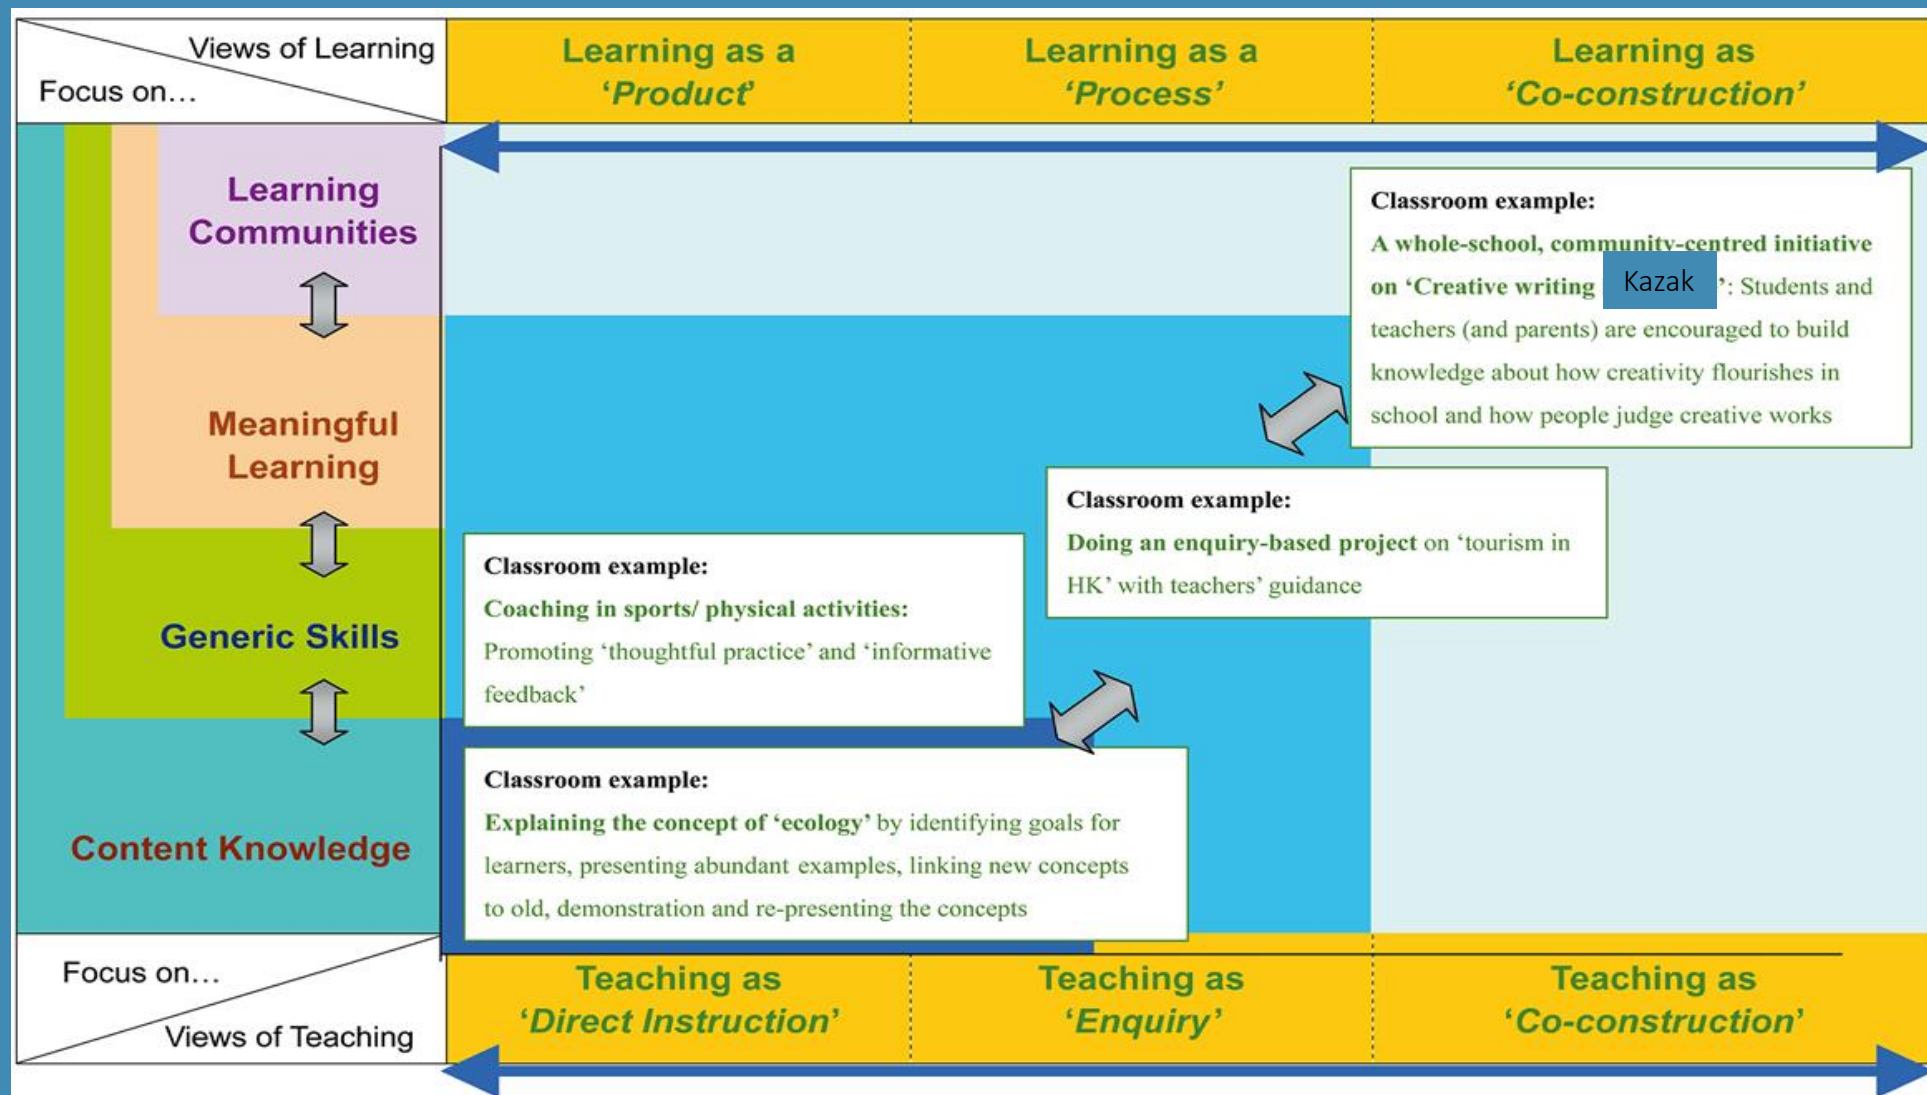 Views of Learning
Focus on…
Learning as a
‘Product’
Learning as a
‘Process’
Learning as
‘Co-construction’
Learning
Communities
Meaningful
Learning
Generic Skills
Content Knowledge
Classroom example:
A whole-school, community-centred initiative
on ‘Creative writing Kazak ’: Students and
teachers (and parents) are encouraged to build
knowledge about how creativity flourishes in
school and how people judge creative works
Classroom example:
Doing an enquiry-based project on ‘tourism in
HK’ with teachers’ guidance
Classroom example:
Coaching in sports/ physical activities:
Promoting ‘thoughtful practice’ and ‘informative
feedback’
Classroom example:
Explaining the concept of ‘ecology’ by identifying goals for
learners, presenting abundant examples, linking new concepts
to old, demonstration and re-presenting the concepts
Focus on…
Views of Teaching
Teaching as
‘Direct Instruction’
Teaching as
‘Enquiry’
Teaching as
‘Co-construction’